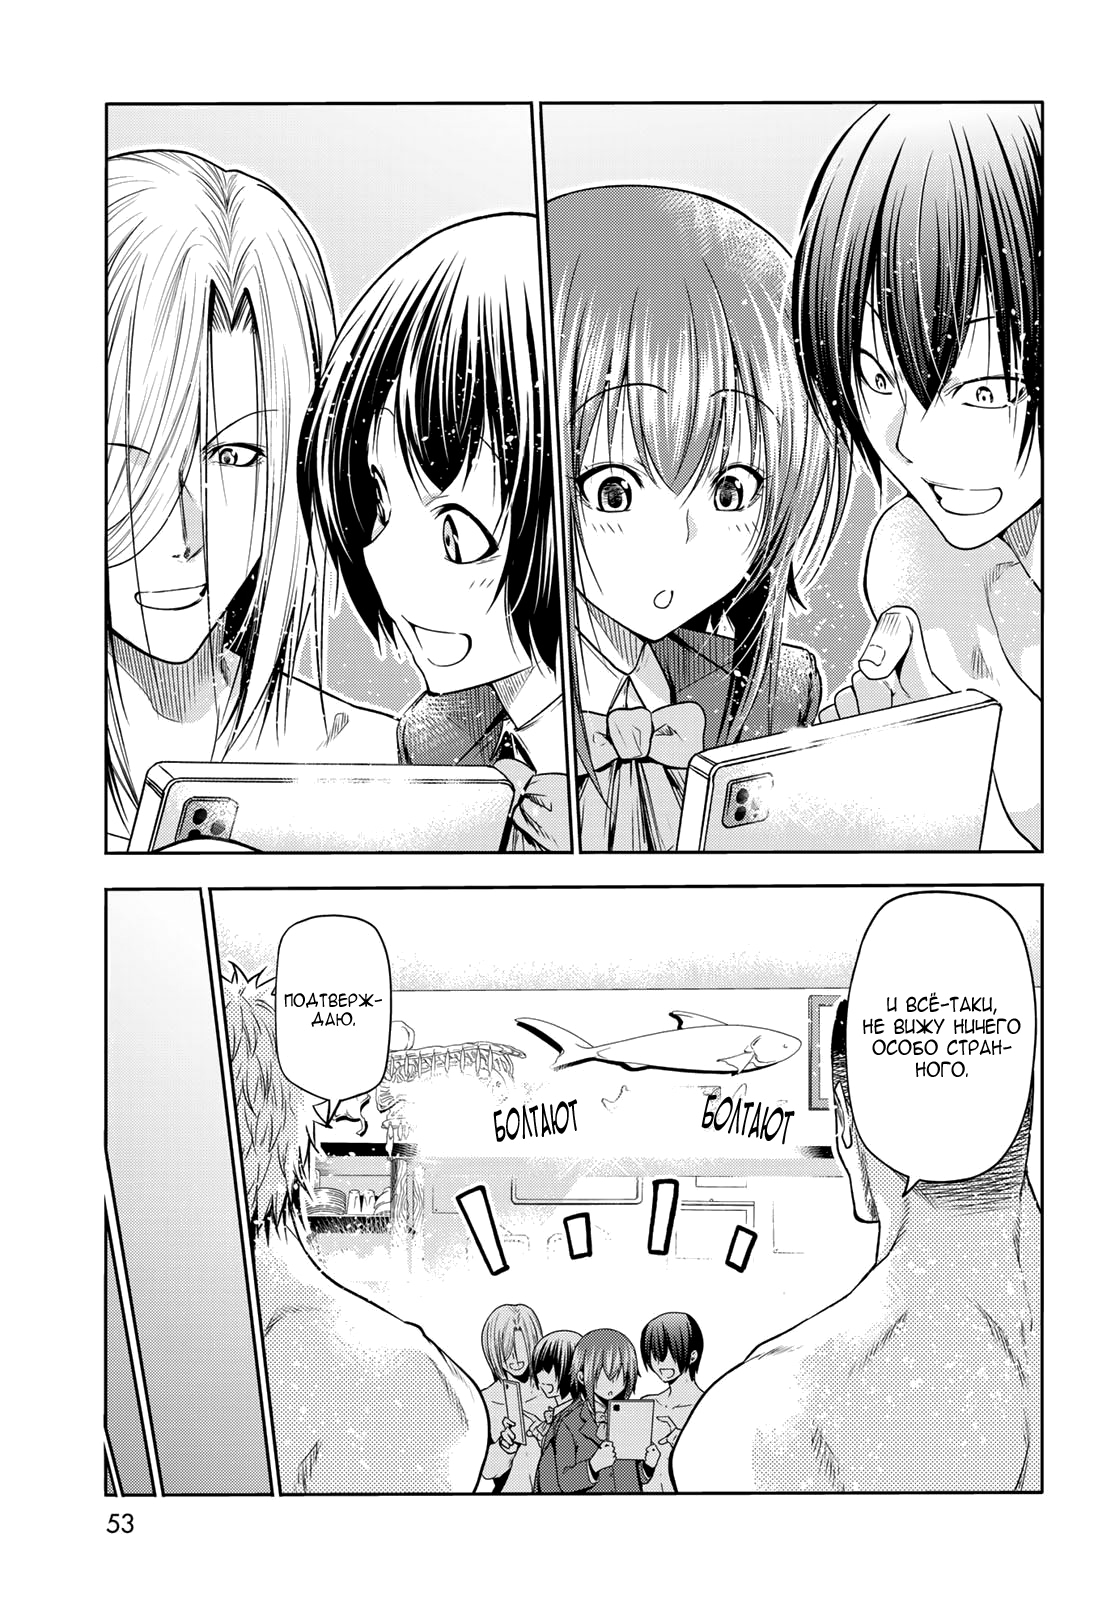 И ВСЁ-ТАКИ,
НЕ ВИЖУ НИЧЕГО
ОСОБО СТРАН-
НОГО.
ПОДТВЕРЖ-
ДАЮ.
БОЛТАЮТ
БОЛТАЮТ
53